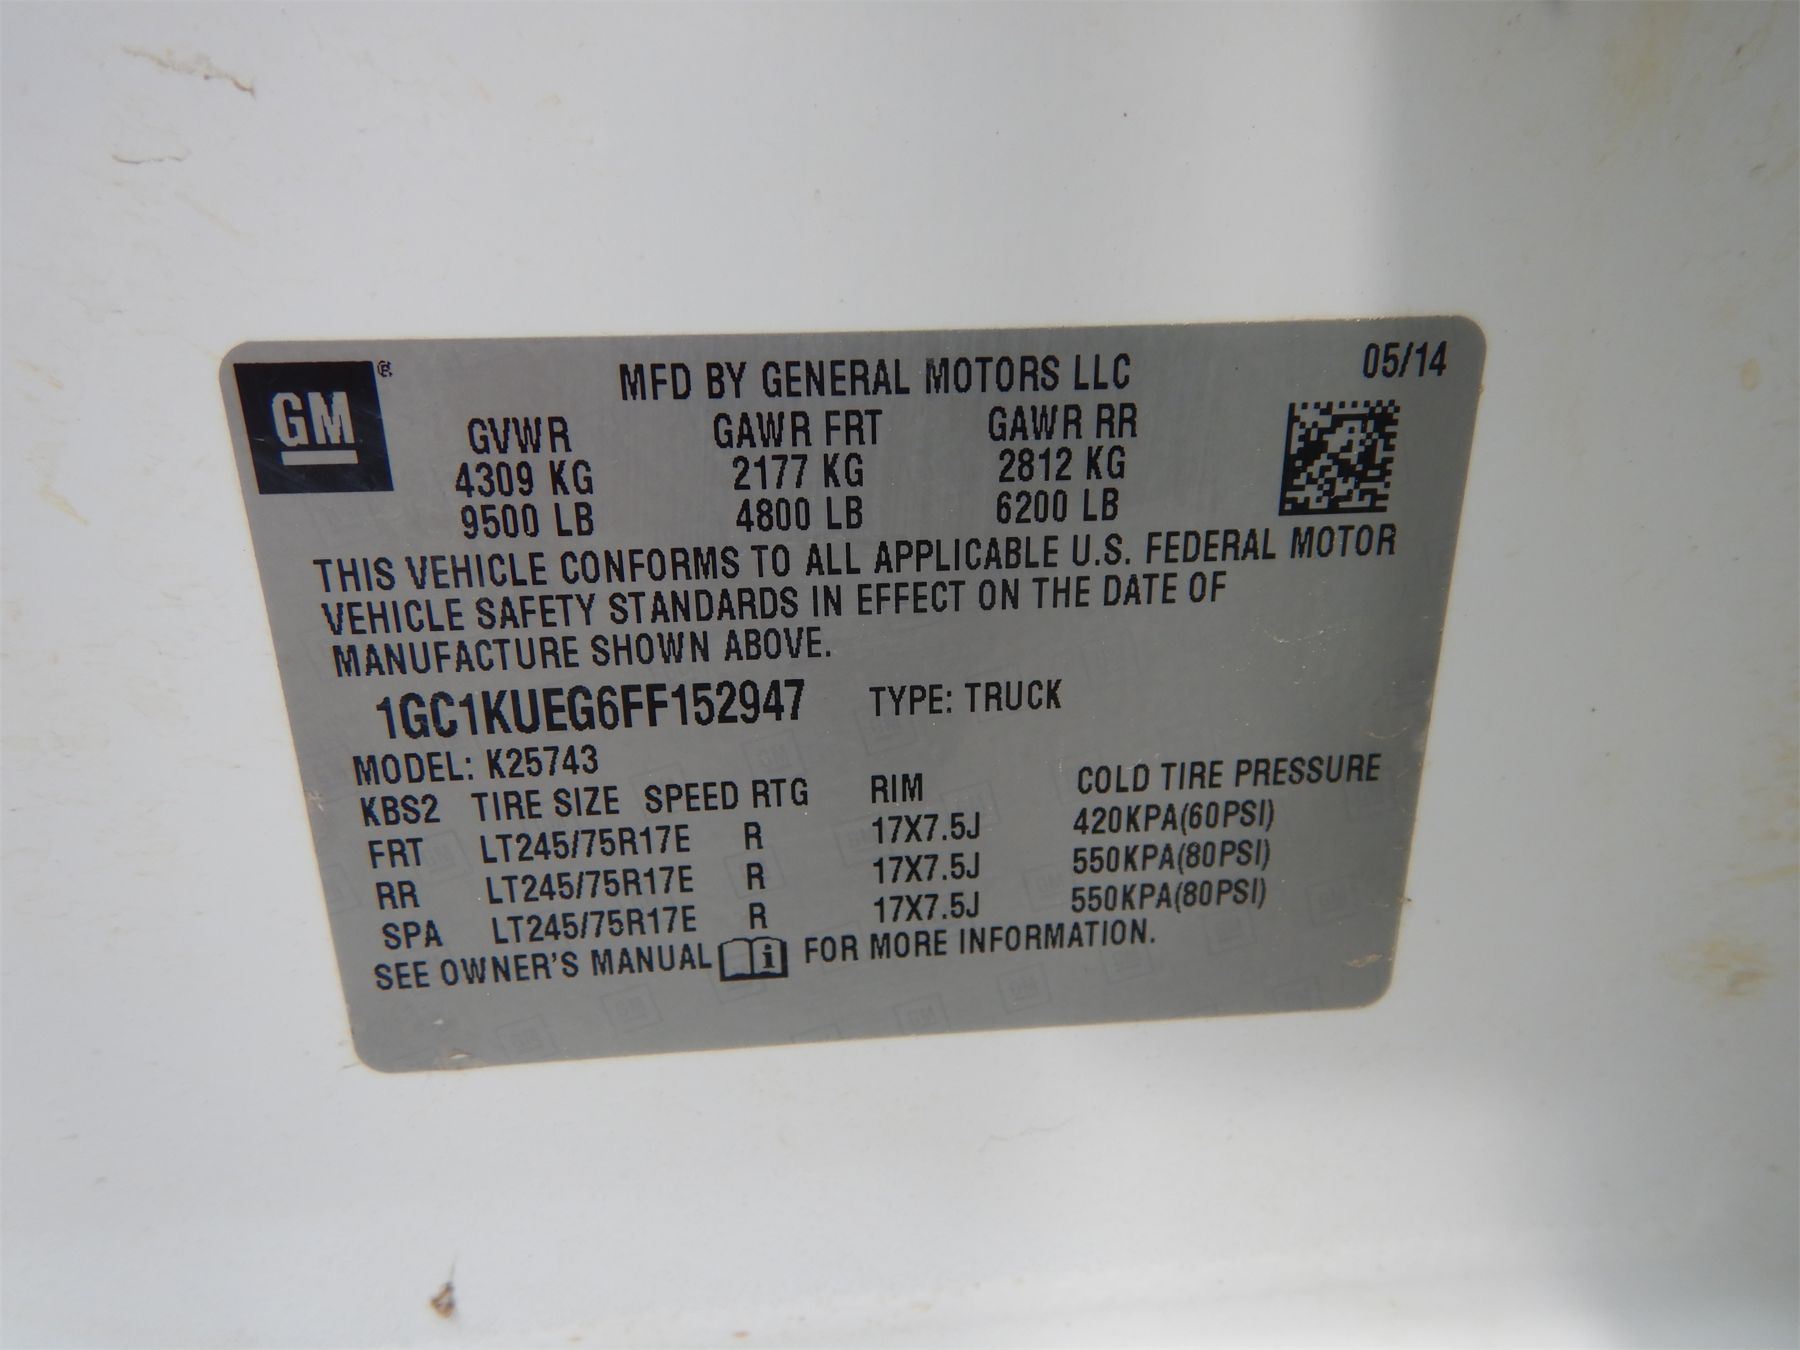 GM ®
MFD BY GENERAL MOTORS LLC 05/14
GVWR GAWR FRT GAWR RR
4309 KG 2177 KG 2812 KG
9500 LB 4800 LB 6200 LB
THIS VEHICLE CONFORMS TO ALL APPLICABLE U.S. FEDERAL MOTOR
VEHICLE SAFETY STANDARDS IN EFFECT ON THE DATE OF
MANUFACTURE SHOWN ABOVE.
1GC1KUEG6FF152947 TYPE: TRUCK
MODEL: K25743
KBS2 TIRE SIZE SPEED RTG RIM COLD TIRE PRESSURE
FRT LT245/75R17E R 17X7.5J 420KPA(60PSI)
RR LT245/75R17E R 17X7.5J 550KPA(80PSI)
SPA LT245/75R17E R 17X7.5J 550KPA(80PSI)
SEE OWNER'S MANUAL i FOR MORE INFORMATION.